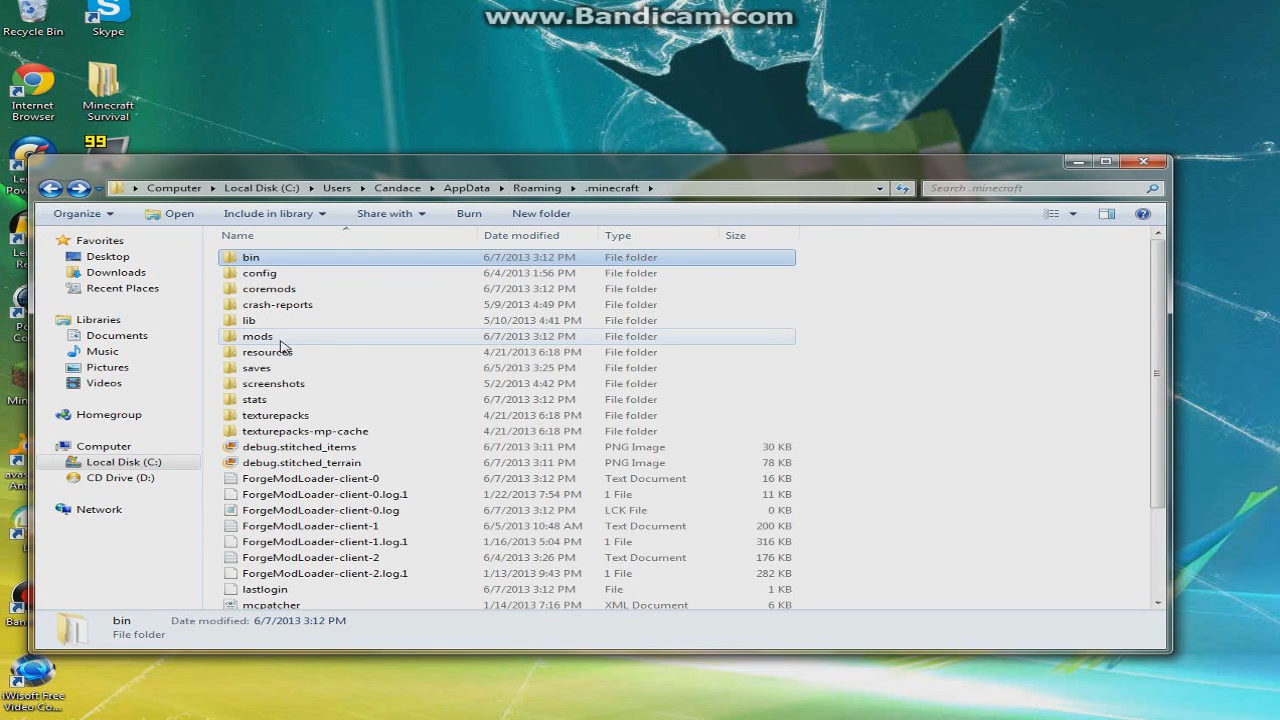 www.Bandicam.com
Recycle Bin
Skype
Internet
Browser
Minecraft
Survival
99
Computer Local Disk (C:) Users Candace AppData Roaming .minecraft
Search .minecraft
Organize Open Include in library Share with Burn New folder
Name Date modified Type Size
Favorites
Desktop
Downloads
Recent Places
Libraries
Documents
Music
Pictures
Videos
Homegroup
Computer
Local Disk (C:)
CD Drive (D:)
Network
bin 6/7/2013 3:12 PM File folder
config 6/4/2013 1:56 PM File folder
coremods 6/7/2013 3:12 PM File folder
crash-reports 5/9/2013 4:49 PM File folder
lib 5/10/2013 4:41 PM File folder
mods 6/7/2013 3:12 PM File folder
resources 4/21/2013 6:18 PM File folder
saves 6/5/2013 3:25 PM File folder
screenshots 5/2/2013 4:42 PM File folder
stats 6/7/2013 3:12 PM File folder
texturepacks 4/21/2013 6:18 PM File folder
texturepacks-mp-cache 4/21/2013 6:18 PM File folder
debug.stitched_items 6/7/2013 3:11 PM PNG Image 30 KB
debug.stitched_terrain 6/7/2013 3:11 PM PNG Image 78 KB
ForgeModLoader-client-0 6/7/2013 3:12 PM Text Document 16 KB
ForgeModLoader-client-0.log.1 1/22/2013 7:54 PM 1 File 11 KB
ForgeModLoader-client-0.log 6/7/2013 3:12 PM LCK File 0 KB
ForgeModLoader-client-1 6/5/2013 10:48 AM Text Document 200 KB
ForgeModLoader-client-1.log.1 1/16/2013 5:04 PM 1 File 316 KB
ForgeModLoader-client-2 6/4/2013 3:26 PM Text Document 176 KB
ForgeModLoader-client-2.log.1 1/13/2013 9:43 PM 1 File 282 KB
lastlogin 6/7/2013 3:12 PM File 1 KB
mcpatcher 1/14/2013 7:16 PM XML Document 6 KB
bin Date modified: 6/7/2013 3:12 PM
File folder
iWisoft Free
Video Co...